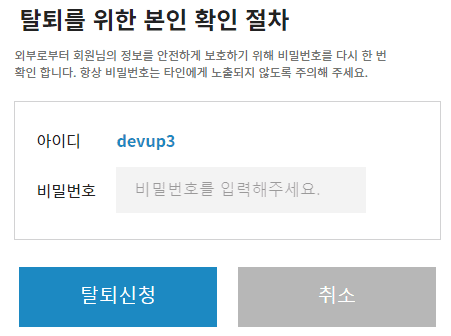 탈퇴를 위한 본인 확인 절차
외부로부터 회원님의 정보를 안전하게 보호하기 위해 비밀번호를 다시 한 번
확인 합니다. 항상 비밀번호는 타인에게 노출되지 않도록 주의해 주세요.
아이디 devup3
비밀번호 비밀번호를 입력해주세요.
탈퇴신청 취소